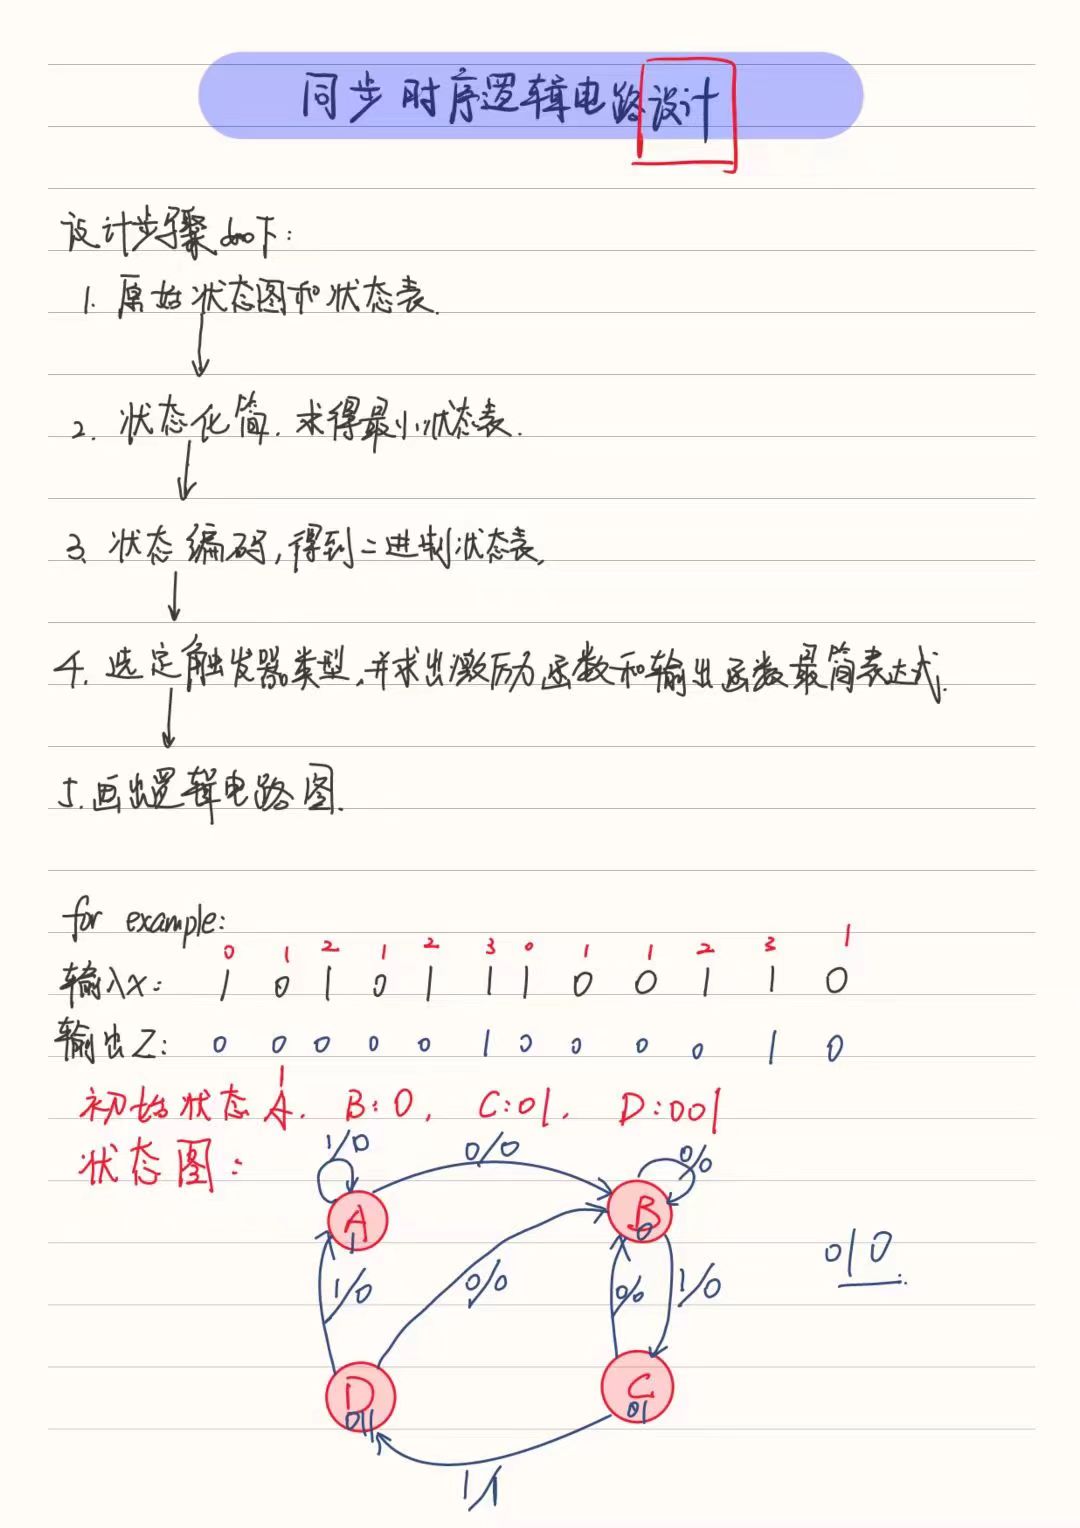 同步时序逻辑电路设计
设计步骤如下:
1. 原始状态图和状态表.
2. 状态化简. 求得最小状态表.
3. 状态编码,得到二进制状态表,
4. 选定触发器类型,并求出激励函数和输出函数最简表达式.
5.画出逻辑电路图.
for example:
0 1 2 1 2 3 0 1 1 2 3 1
输入x: 1 0 1 0 1 1 1 0 0 1 1 0
输出Z: 0 0 0 0 0 1 0 0 0 0 1 0
1
初始状态A. B:0, C:01, D:001
状态图:
1/0 0/0 0/0
A 1 B 0
010
1/0 0/0 0/0 1/0
D 011 C 01
1/1